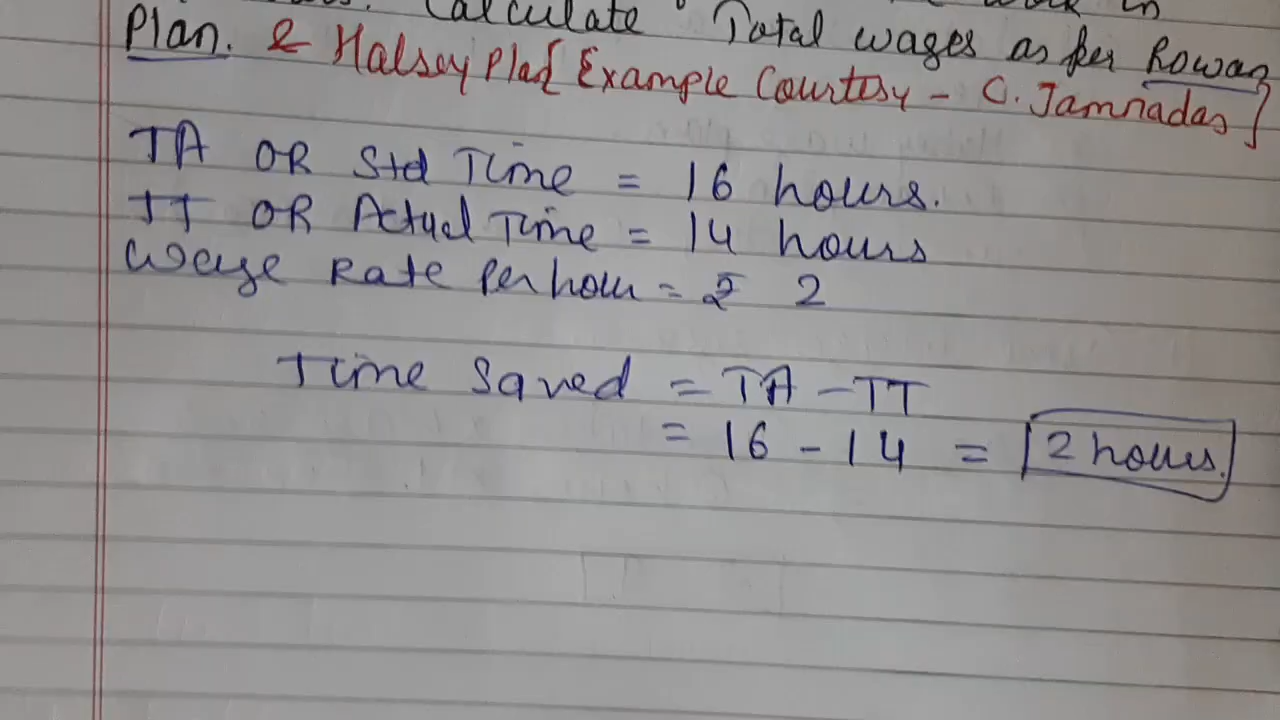 Calculate Total wages as per Rowan
Plan. & Halsey Plan { Example Courtesy - C. Jamnadas }
TA OR Std Time = 16 hours.
TT OR Actual Time = 14 hours
Wage Rate Per hour = ₹ 2
Time Saved = TA - TT
= 16 - 14 = 2 hours.